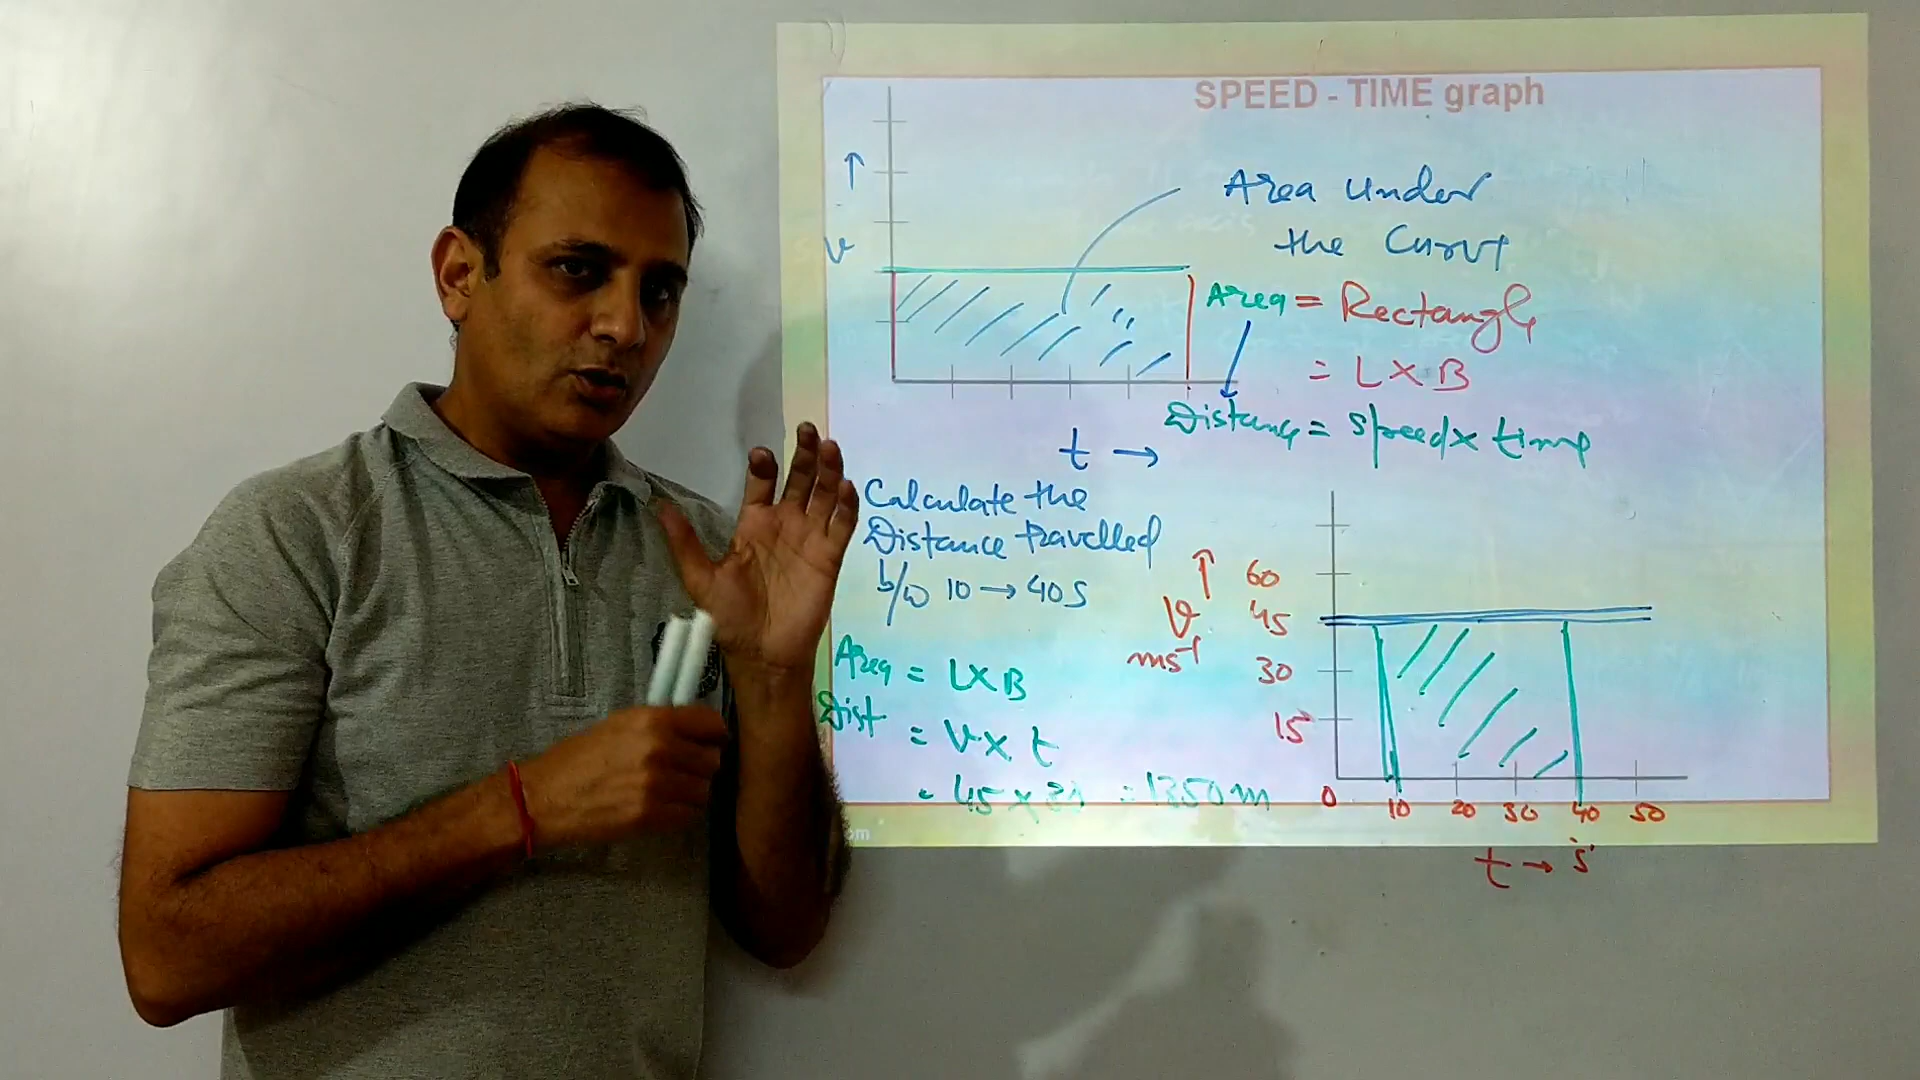 SPEED - TIME graph
↑
v
Area Under
the Curve
Area = Rectangle
= L X B
Distance = Speed x time
t →
Calculate the
Distance travelled
b/w 10 → 40 S
Area = L X B
Dist = v x t
= 45 x 30 = 1350 m
↑
v
ms⁻¹
60
45
30
15
0 10 20 30 40 50
t → 's'
om